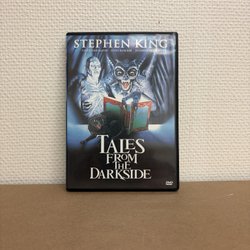 STEPHEN KING
TALES
FROM
THE
DARKSIDE
DVD